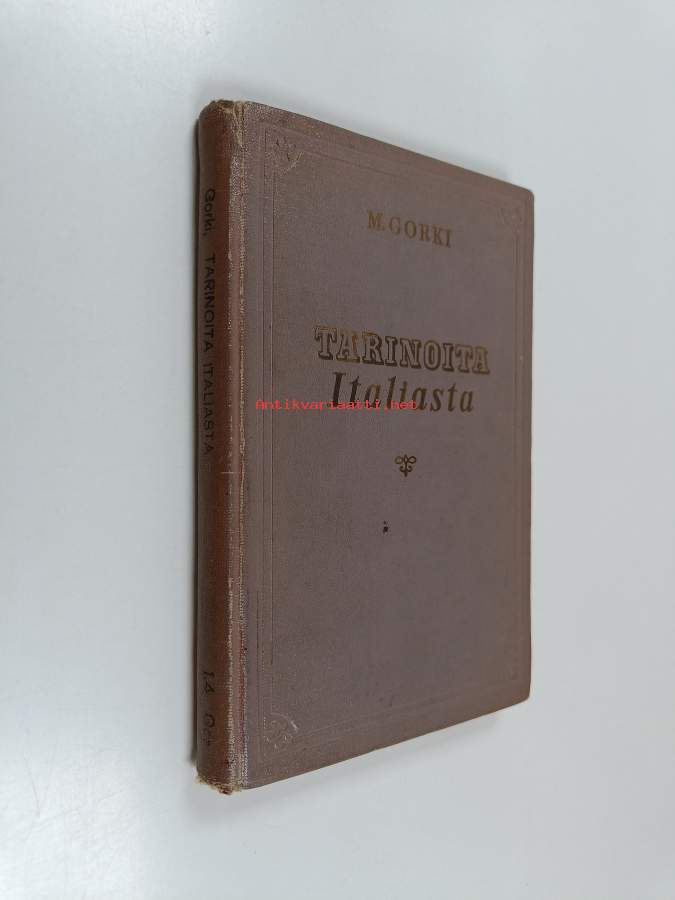 M. GORKI
TARINOITA
Italiasta
Antikvariaatti.net
Gorki, TARINOITA ITALIASTA